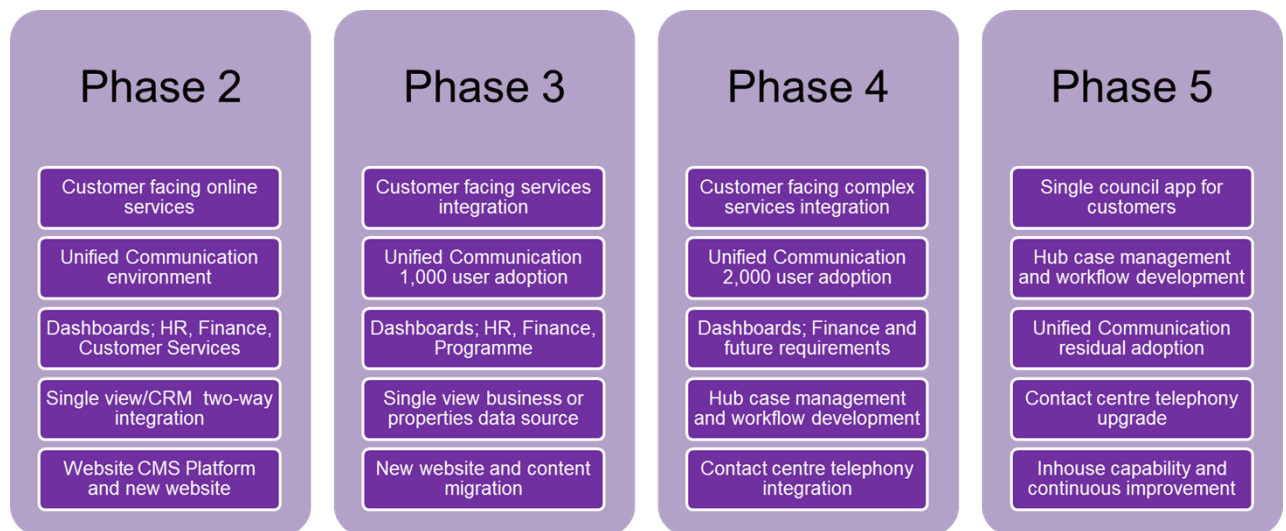 Phase 2
Customer facing online
services
Unified Communication
environment
Dashboards; HR, Finance,
Customer Services
Single view/CRM  two-way
integration
Website CMS Platform
and new website
Phase 3
Customer facing services
integration
Unified Communication
1,000 user adoption
Dashboards; HR, Finance,
Programme
Single view business or
properties data source
New website and content
migration
Phase 4
Customer facing complex
services integration
Unified Communication
2,000 user adoption
Dashboards; Finance and
future requirements
Hub case management
and workflow development
Contact centre telephony
integration
Phase 5
Single council app for
customers
Hub case management
and workflow development
Unified Communication
residual adoption
Contact centre telephony
upgrade
Inhouse capability and
continuous improvement